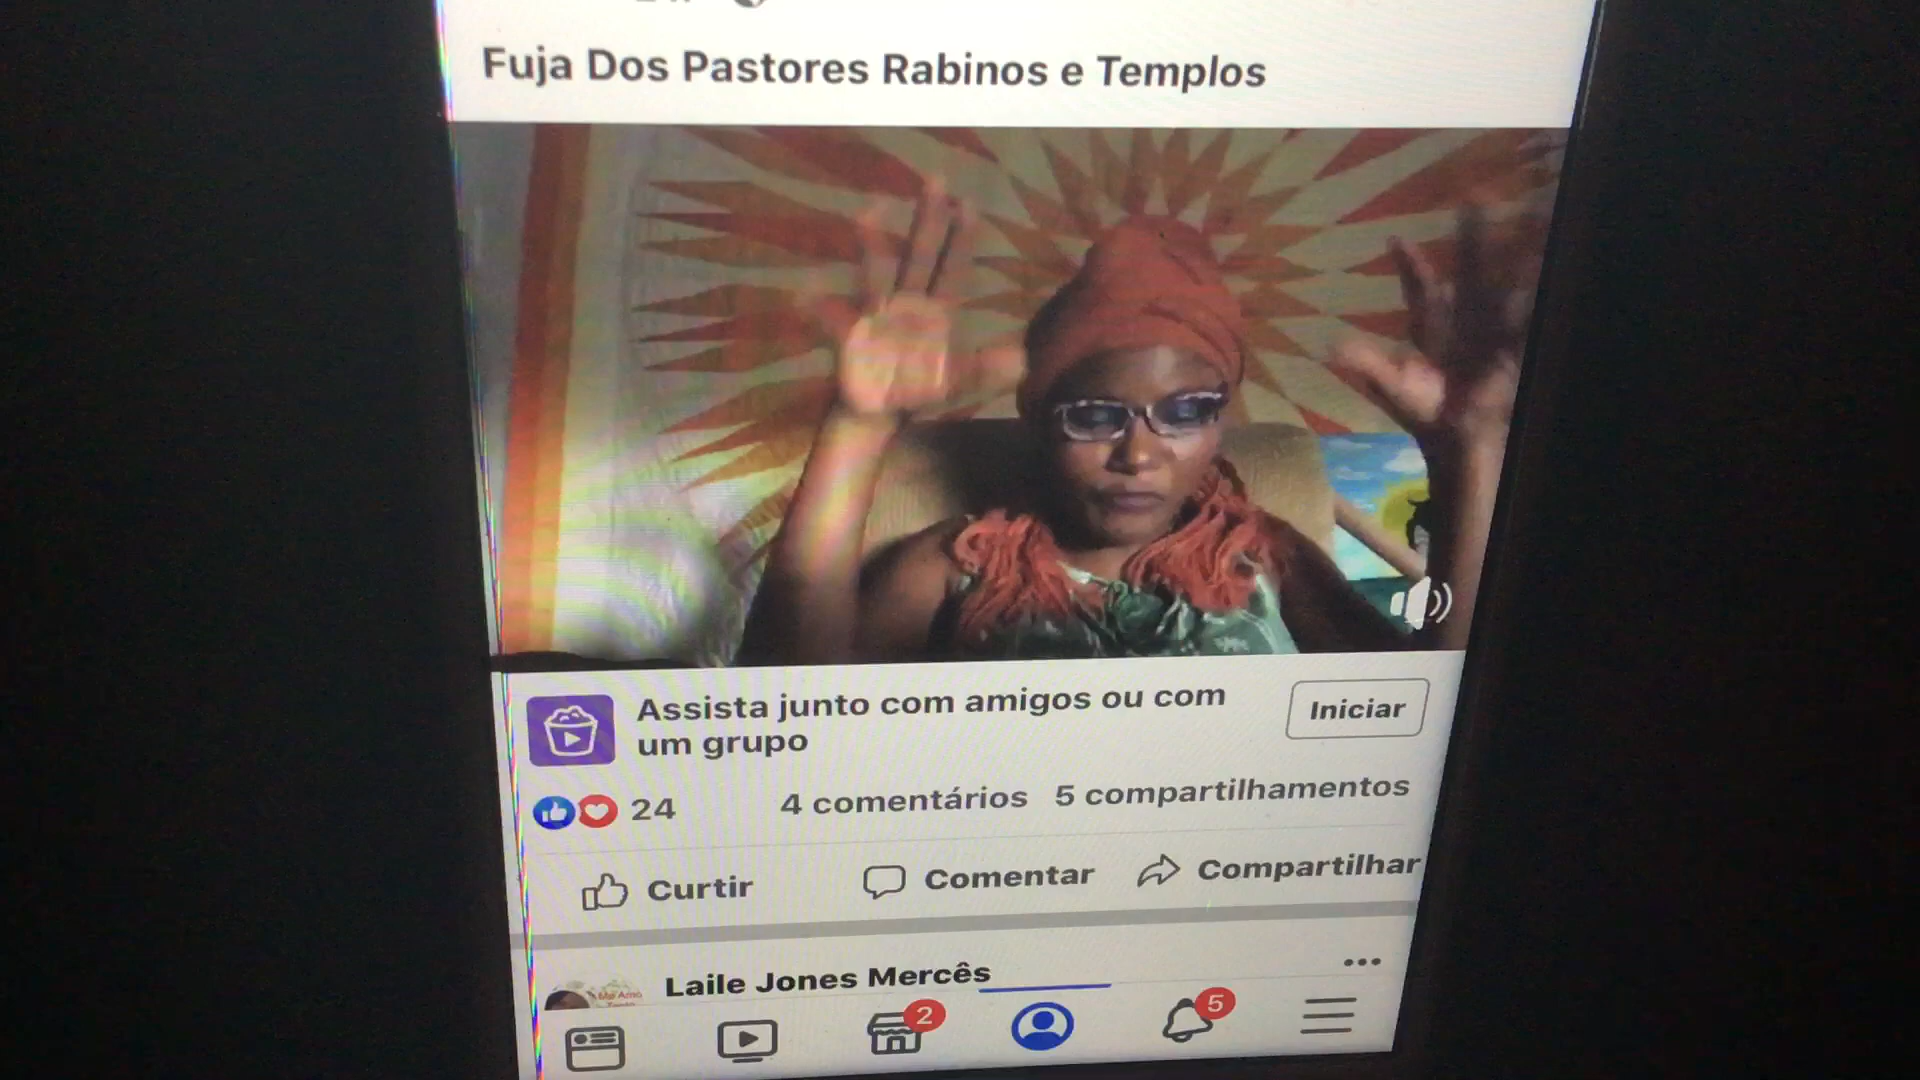 Fuja Dos Pastores Rabinos e Templos
Assista junto com amigos ou com
um grupo
Iniciar
24
4 comentários
5 compartilhamentos
Curtir
Comentar
Compartilhar
Laile Jones Mercês
2
5